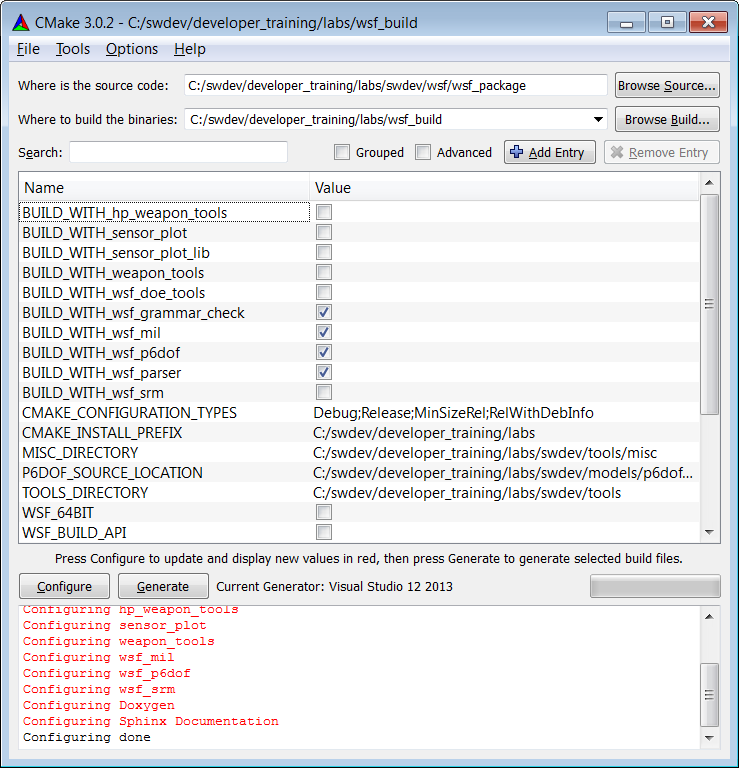 CMake 3.0.2 - C:/swdev/developer_training/labs/wsf_build
File Tools Options Help
Where is the source code: C:/swdev/developer_training/labs/swdev/wsf/wsf_package Browse Source...
Where to build the binaries: C:/swdev/developer_training/labs/wsf_build Browse Build...
Search: Grouped Advanced Add Entry Remove Entry
Name Value
BUILD_WITH_hp_weapon_tools
BUILD_WITH_sensor_plot
BUILD_WITH_sensor_plot_lib
BUILD_WITH_weapon_tools
BUILD_WITH_wsf_doe_tools
BUILD_WITH_wsf_grammar_check
BUILD_WITH_wsf_mil
BUILD_WITH_wsf_p6dof
BUILD_WITH_wsf_parser
BUILD_WITH_wsf_srm
CMAKE_CONFIGURATION_TYPES Debug;Release;MinSizeRel;RelWithDebInfo
CMAKE_INSTALL_PREFIX C:/swdev/developer_training/labs
MISC_DIRECTORY C:/swdev/developer_training/labs/swdev/tools/misc
P6DOF_SOURCE_LOCATION C:/swdev/developer_training/labs/swdev/models/p6dof...
TOOLS_DIRECTORY C:/swdev/developer_training/labs/swdev/tools
WSF_64BIT
WSF_BUILD_API
Press Configure to update and display new values in red, then press Generate to generate selected build files.
Configure Generate Current Generator: Visual Studio 12 2013
Configuring hp_weapon_tools
Configuring sensor_plot
Configuring weapon_tools
Configuring wsf_mil
Configuring wsf_p6dof
Configuring wsf_srm
Configuring Doxygen
Configuring Sphinx Documentation
Configuring done